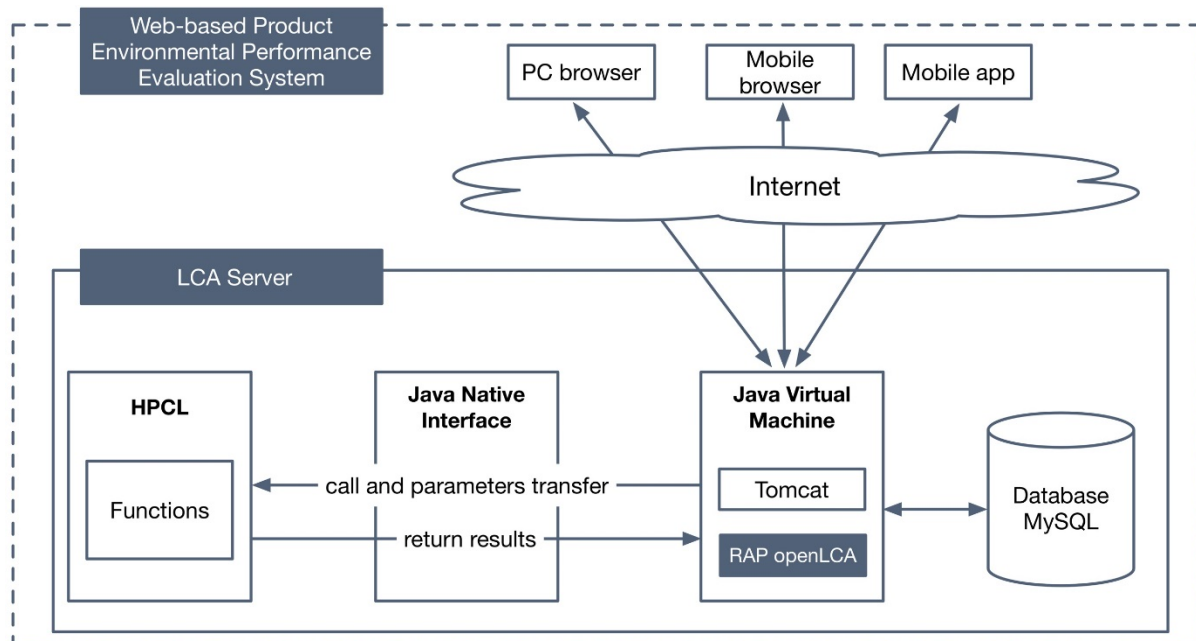 Web-based Product
Environmental Performance
Evaluation System
PC browser
Mobile
browser
Mobile app
Internet
LCA Server
HPCL
Functions
Java Native
Interface
call and parameters transfer
return results
Java Virtual
Machine
Tomcat
RAP openLCA
Database
MySQL